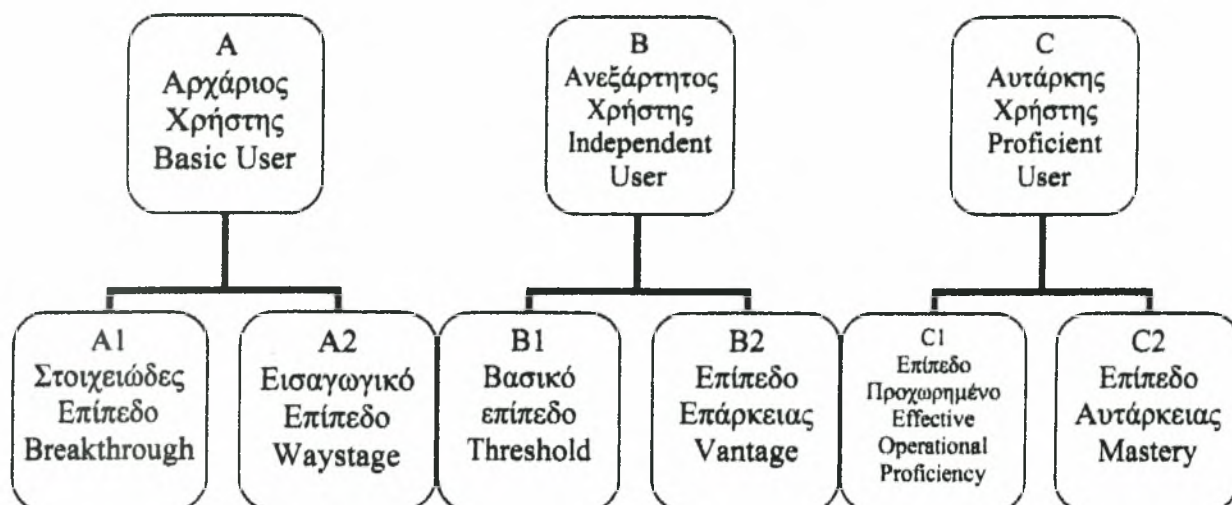 A
Αρχάριος
Χρήστης
Basic User
B
Ανεξάρτητος
Χρήστης
Independent
User
C
Αυτάρκης
Χρήστης
Proficient
User
A1
Στοιχειώδες
Επίπεδο
Breakthrough
A2
Εισαγωγικό
Επίπεδο
Waystage
B1
Βασικό
επίπεδο
Threshold
B2
Επίπεδο
Επάρκειας
Vantage
C1
Επίπεδο
Προχωρημένο
Effective
Operational
Proficiency
C2
Επίπεδο
Αυτάρκειας
Mastery